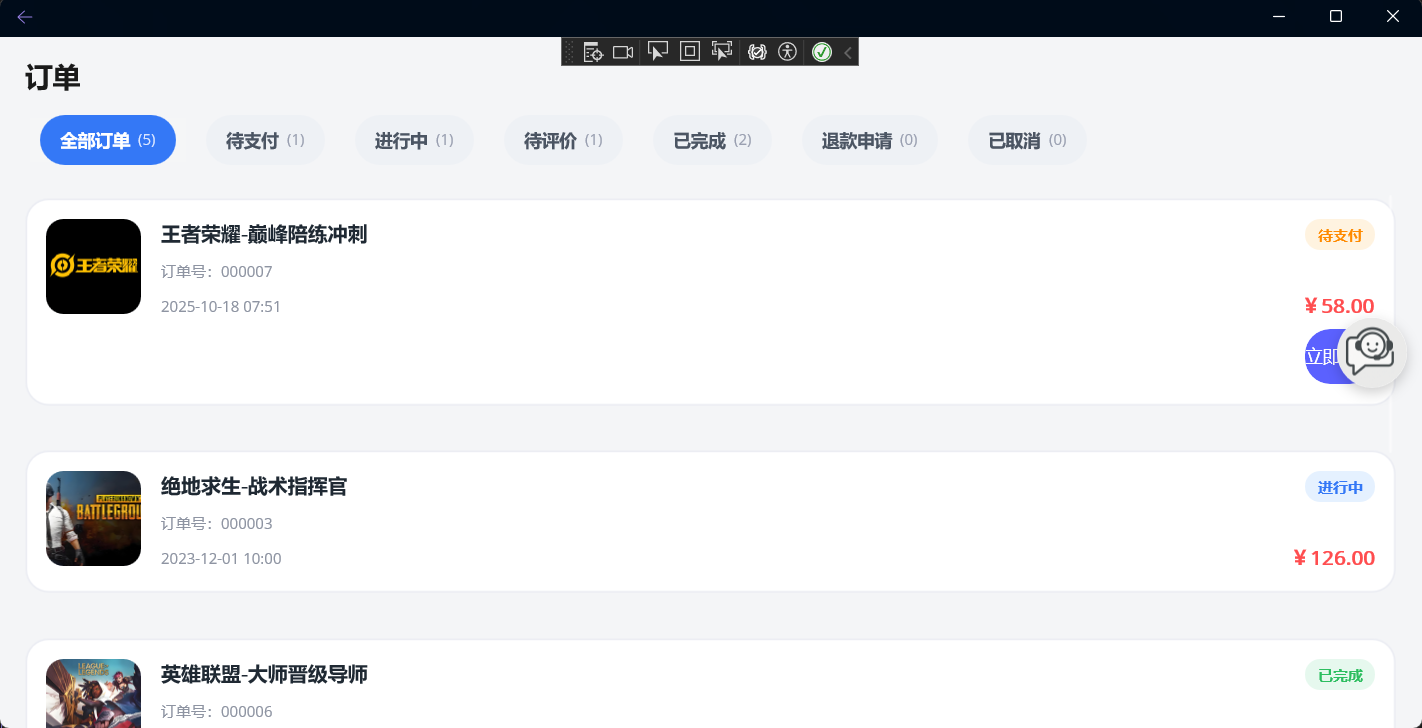 订单
全部订单 (5)
待支付 (1)
进行中 (1)
待评价 (1)
已完成 (2)
退款申请 (0)
已取消 (0)
王者荣耀
王者荣耀-巅峰陪练冲刺
待支付
订单号：000007
2025-10-18 07:51
¥ 58.00
立即
BATTLEGROU
绝地求生-战术指挥官
进行中
订单号：000003
2023-12-01 10:00
¥ 126.00
LEAGUE
LEGENDS
英雄联盟-大师晋级导师
已完成
订单号：000006